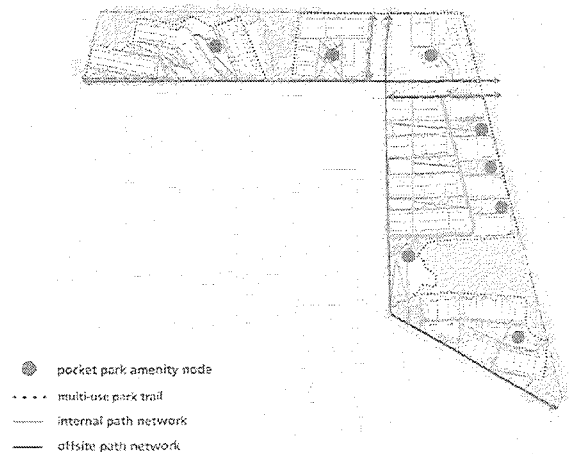 pocket park amenity node
multi-use park trail
internal path network
offsite path network